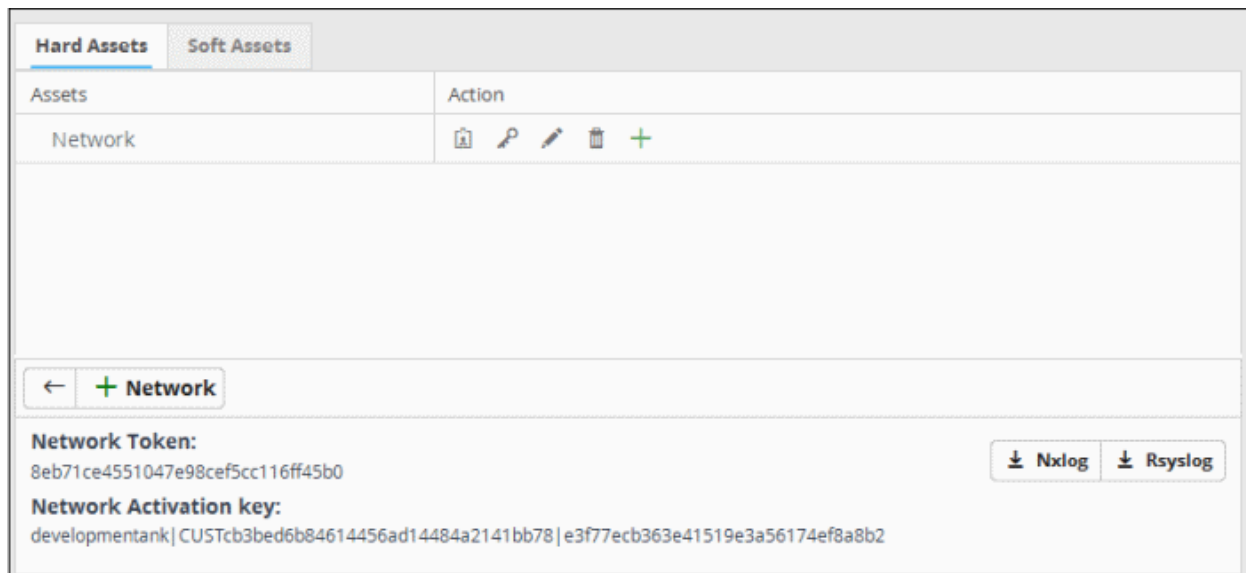 Hard Assets Soft Assets
Assets Action
Network
Network
Network Token:
8eb71ce4551047e98cef5cc116ff45b0
Nxlog Rsyslog
Network Activation key:
developmentank|CUSTcb3bed6b84614456ad14484a2141bb78|e3f77ecb363e41519e3a56174ef8a8b2